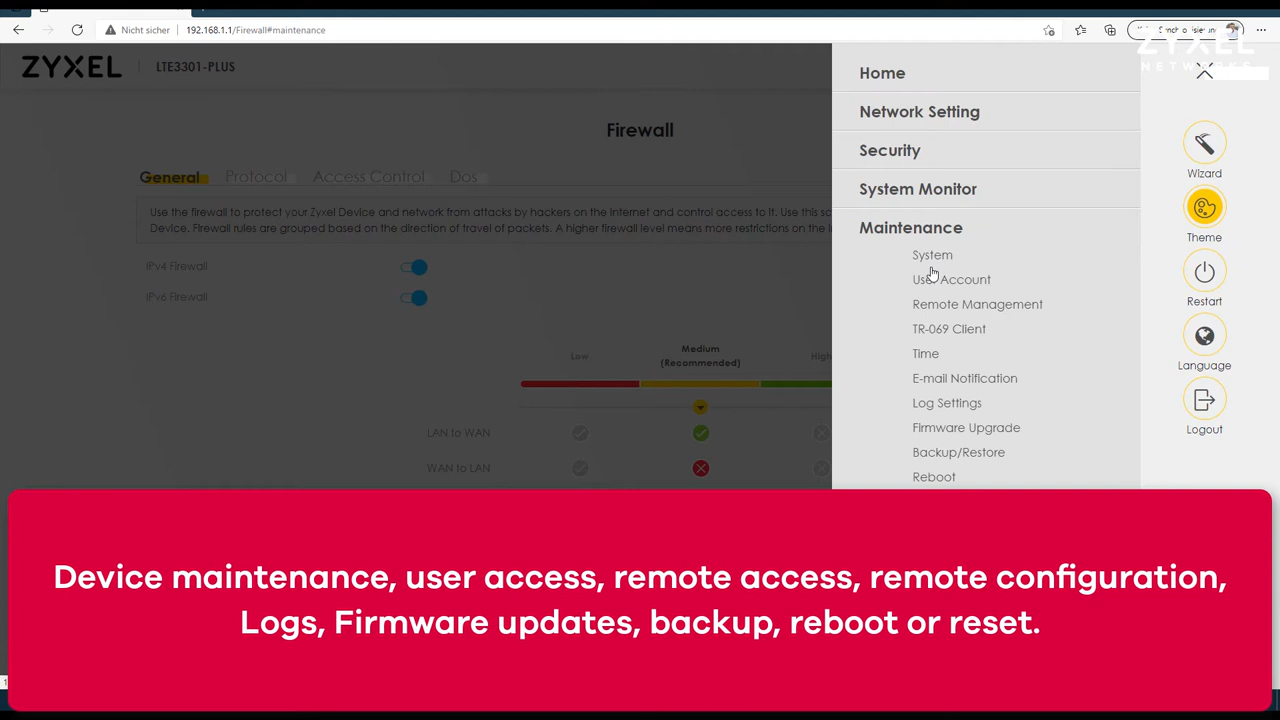 Nicht sicher
192.168.1.1/Firewall#maintenance
ZYXEL
NETWORKS
ZYXEL
LTE3301-PLUS
Firewall
General
Protocol
Access Control
Dos
Use the firewall to protect your Zyxel Device and network from attack by hackers on the Internet and control access to it. Use this
Device. Firewall rules are grouped based on the direction of travel of packets. A higher firewall level means more restrictions on the
IPv4 Firewall
IPv6 Firewall
Low
Medium
(Recommended)
High
LAN to WAN
WAN to LAN
Home
Network Setting
Security
System Monitor
Maintenance
System
User Account
Remote Management
TR-069 Client
Time
E-mail Notification
Log Settings
Firmware Upgrade
Backup/Restore
Reboot
Wizard
Theme
Restart
Language
Logout
Device maintenance, user access, remote access, remote configuration,
Logs, Firmware updates, backup, reboot or reset.